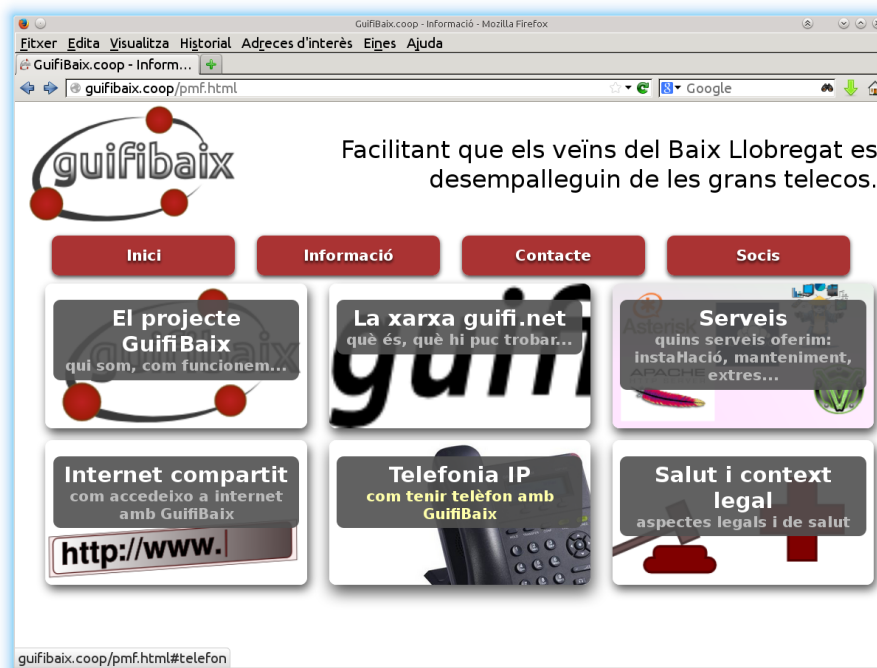 GuifiBaix.coop - Informació - Mozilla Firefox
Fitxer Edita Visualitza Historial Adreces d'interès Eines Ajuda
GuifiBaix.coop - Inform...
guifibaix.coop/pmf.html
Google
guifibaix
Facilitant que els veïns del Baix Llobregat es
desempalleguin de les grans telecos.
Inici
Informació
Contacte
Socis
El projecte
GuifiBaix
qui som, com funcionem...
La xarxa guifi.net
què és, què hi puc trobar...
guifi
Serveis
quins serveis oferim:
instal·lació, manteniment,
extres...
Asterisk
APACHE
Internet compartit
com accedeixo a internet
amb GuifiBaix
http://www.
Telefonia IP
com tenir telèfon amb
GuifiBaix
Salut i context
legal
aspectes legals i de salut
guifibaix.coop/pmf.html#telefon